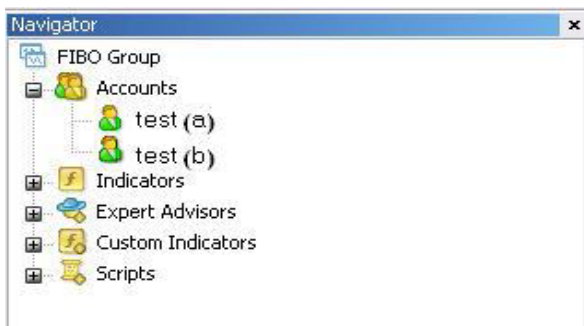 Navigator
FIBO Group
Accounts
test (a)
test (b)
Indicators
Expert Advisors
Custom Indicators
Scripts